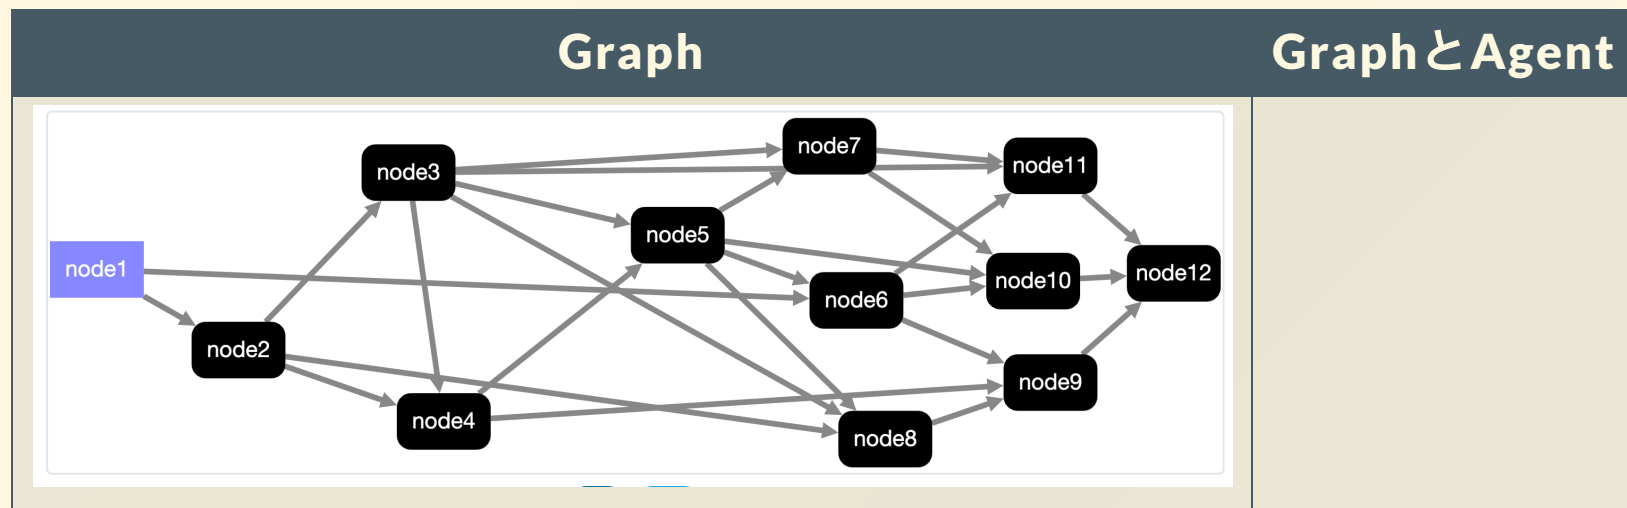 Graph
GraphとAgent
node7
node11
node3
node5
node1
node10
node12
node6
node2
node9
node4
node8